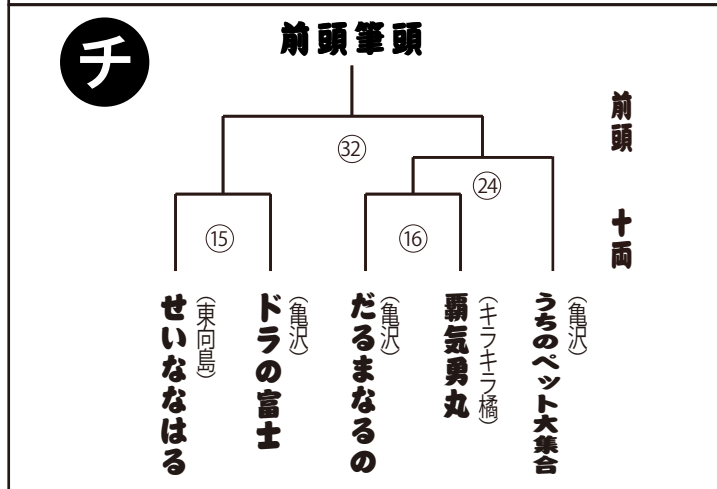 チ
前頭筆頭
㉜
㉔
⑮
⑯
前頭 十両
うちのペット大集合
(亀沢)
覇気勇丸
(キラキラ橘)
だるまなるの
(亀沢)
ドラの富士
(亀沢)
せいななはる
(東向島)